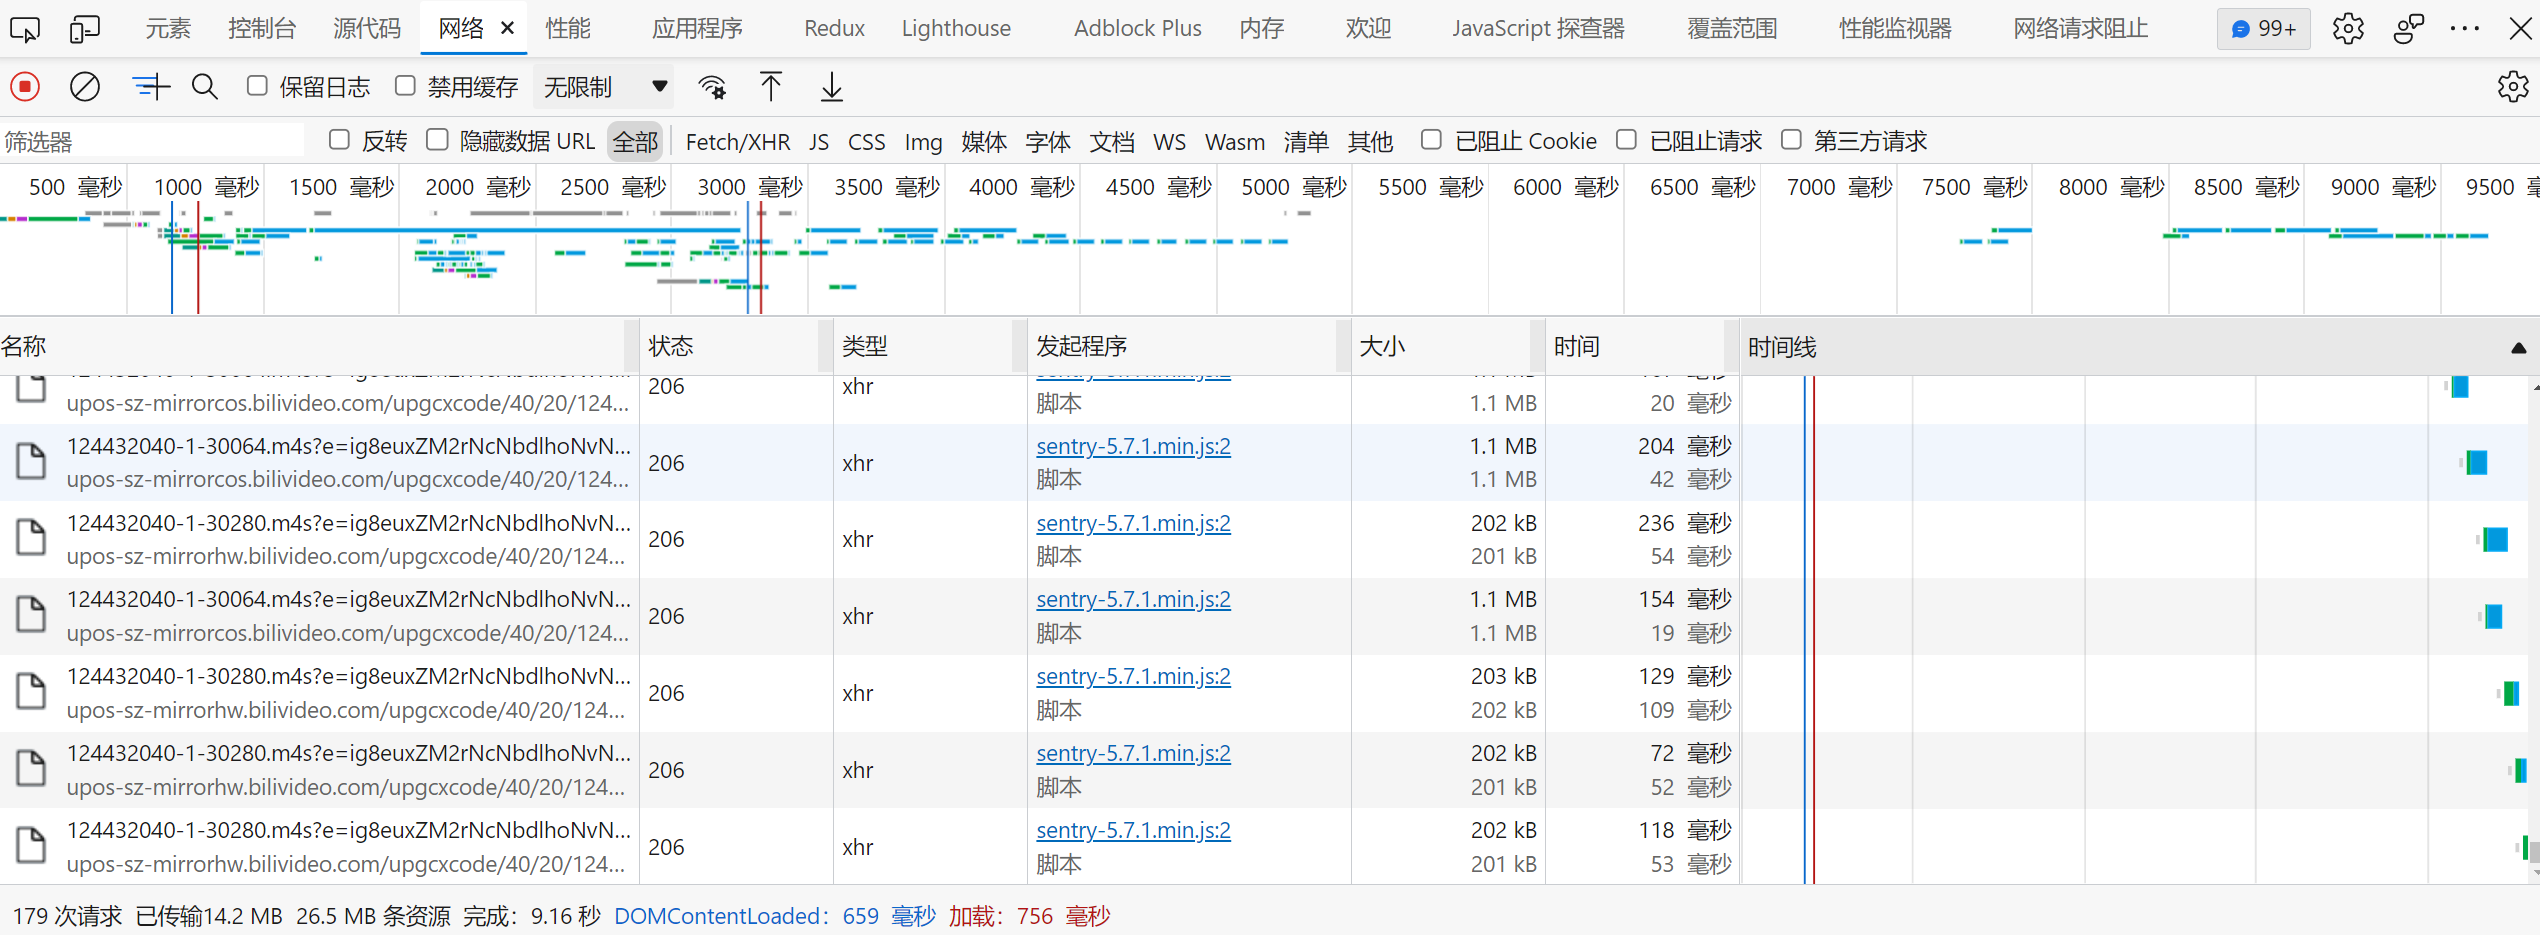 元素 控制台 源代码 网络 性能 应用程序 Redux Lighthouse Adblock Plus 内存 欢迎 JavaScript 探查器 覆盖范围 性能监视器 网络请求阻止 99+
保留日志 禁用缓存 无限制
筛选器 反转 隐藏数据 URL 全部 Fetch/XHR JS CSS Img 媒体 字体 文档 WS Wasm 清单 其他 已阻止 Cookie 已阻止请求 第三方请求
500 毫秒 1000 毫秒 1500 毫秒 2000 毫秒 2500 毫秒 3000 毫秒 3500 毫秒 4000 毫秒 4500 毫秒 5000 毫秒 5500 毫秒 6000 毫秒 6500 毫秒 7000 毫秒 7500 毫秒 8000 毫秒 8500 毫秒 9000 毫秒 9500
名称 状态 类型 发起程序 大小 时间 时间线
206 xhr
upos-sz-mirrorcos.bilivideo.com/upgcxcode/40/20/124... 脚本 1.1 MB 20 毫秒
124432040-1-30064.m4s?e=ig8euxZM2rNcNbdlhoNvN... sentry-5.7.1.min.js:2 1.1 MB 204 毫秒
206 xhr
upos-sz-mirrorcos.bilivideo.com/upgcxcode/40/20/124... 脚本 1.1 MB 42 毫秒
124432040-1-30280.m4s?e=ig8euxZM2rNcNbdlhoNvN... sentry-5.7.1.min.js:2 202 kB 236 毫秒
206 xhr
upos-sz-mirrorhw.bilivideo.com/upgcxcode/40/20/124... 脚本 201 kB 54 毫秒
124432040-1-30064.m4s?e=ig8euxZM2rNcNbdlhoNvN... sentry-5.7.1.min.js:2 1.1 MB 154 毫秒
206 xhr
upos-sz-mirrorcos.bilivideo.com/upgcxcode/40/20/124... 脚本 1.1 MB 19 毫秒
124432040-1-30280.m4s?e=ig8euxZM2rNcNbdlhoNvN... sentry-5.7.1.min.js:2 203 kB 129 毫秒
206 xhr
upos-sz-mirrorhw.bilivideo.com/upgcxcode/40/20/124... 脚本 202 kB 109 毫秒
124432040-1-30280.m4s?e=ig8euxZM2rNcNbdlhoNvN... sentry-5.7.1.min.js:2 202 kB 72 毫秒
206 xhr
upos-sz-mirrorhw.bilivideo.com/upgcxcode/40/20/124... 脚本 201 kB 52 毫秒
124432040-1-30280.m4s?e=ig8euxZM2rNcNbdlhoNvN... sentry-5.7.1.min.js:2 202 kB 118 毫秒
206 xhr
upos-sz-mirrorhw.bilivideo.com/upgcxcode/40/20/124... 脚本 201 kB 53 毫秒
179 次请求 已传输14.2 MB 26.5 MB 条资源 完成：9.16 秒 DOMContentLoaded：659 毫秒 加载：756 毫秒